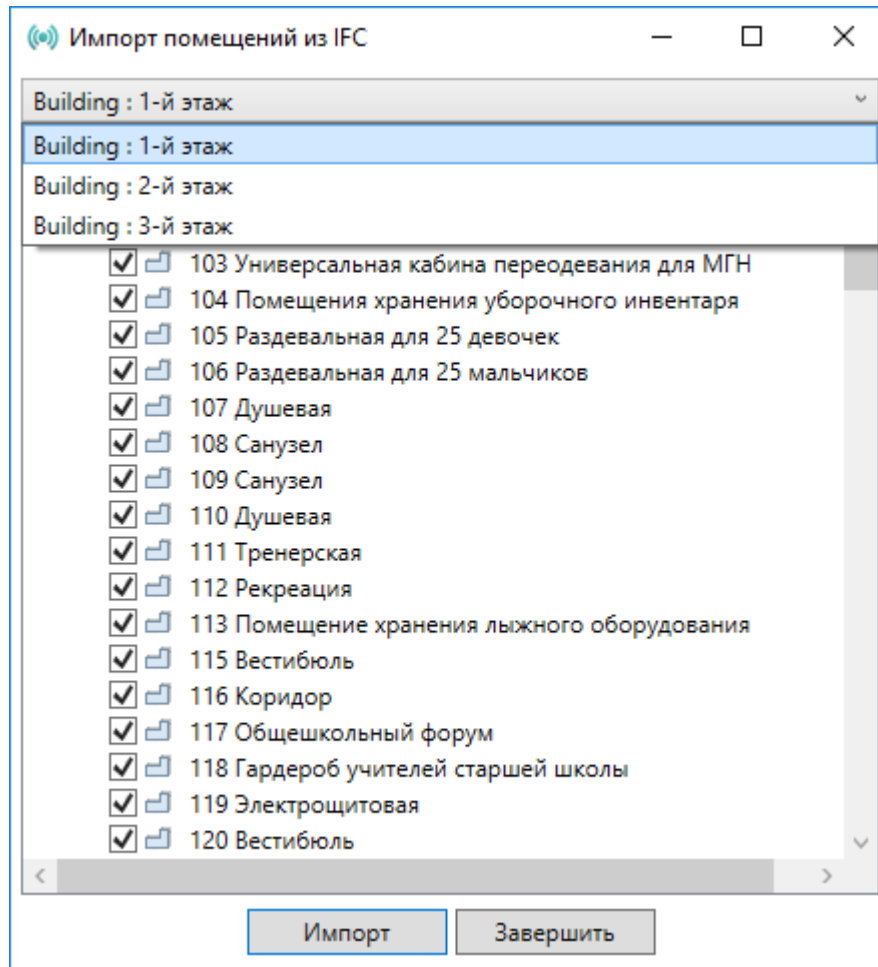 Импорт помещений из IFC
Building : 1-й этаж
Building : 1-й этаж
Building : 2-й этаж
Building : 3-й этаж
103 Универсальная кабина переодевания для МГН
104 Помещения хранения уборочного инвентаря
105 Раздевальная для 25 девочек
106 Раздевальная для 25 мальчиков
107 Душевая
108 Санузел
109 Санузел
110 Душевая
111 Тренерская
112 Рекреация
113 Помещение хранения лыжного оборудования
115 Вестибюль
116 Коридор
117 Общешкольный форум
118 Гардероб учителей старшей школы
119 Электрощитовая
120 Вестибюль
Импорт Завершить